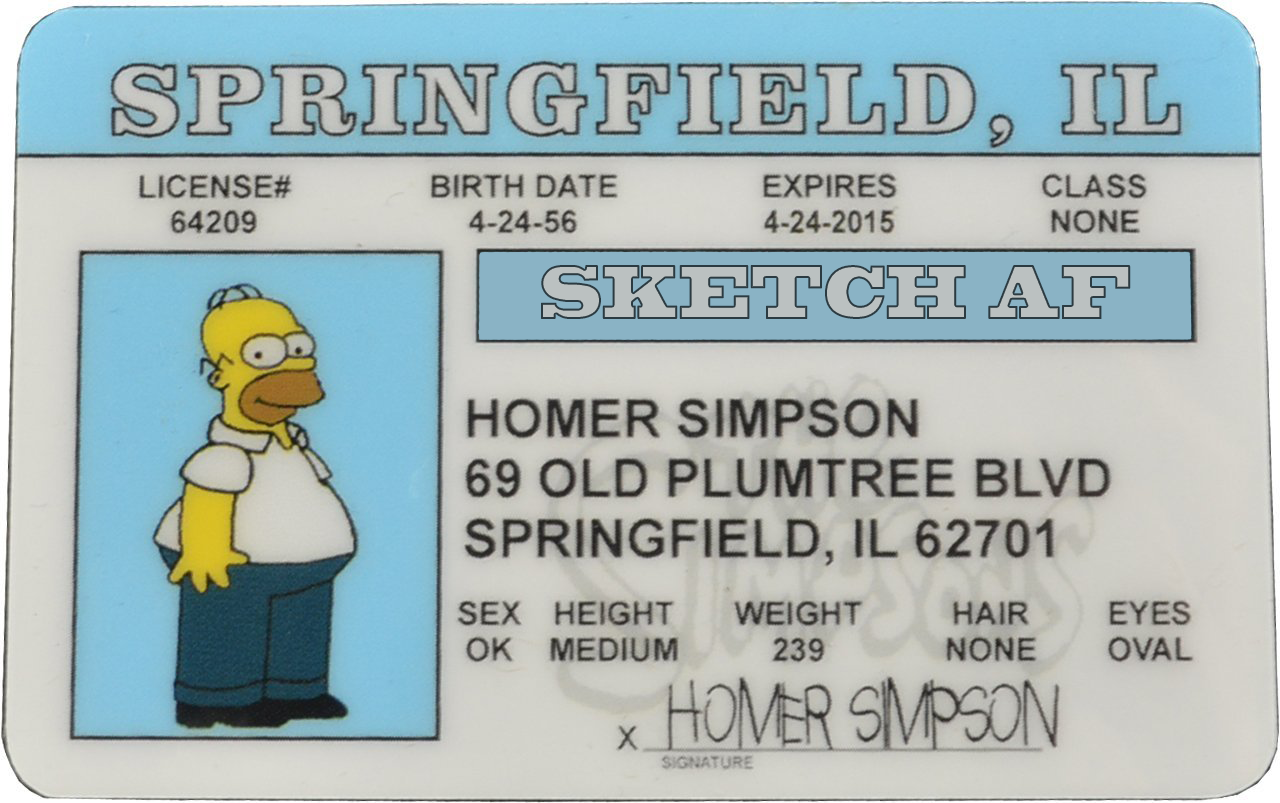 SPRINGFIELD, IL
LICENSE# BIRTH DATE EXPIRES CLASS
64209 4-24-56 4-24-2015 NONE
SKETCH AF
HOMER SIMPSON
69 OLD PLUMTREE BLVD
SPRINGFIELD, IL 62701
SEX HEIGHT WEIGHT HAIR EYES
OK MEDIUM 239 NONE OVAL
X HOMER SIMPSON
SIGNATURE
The
SIMPSONS